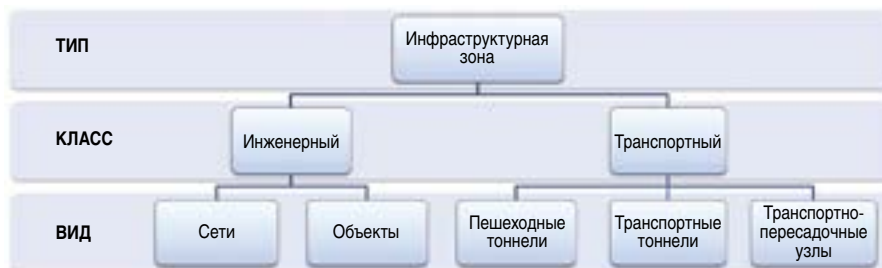 ТИП
Инфраструктурная
зона
КЛАСС
Инженерный
Транспортный
ВИД
Сети
Объекты
Пешеходные
тоннели
Транспортные
тоннели
Транспортно-
пересадочные
узлы